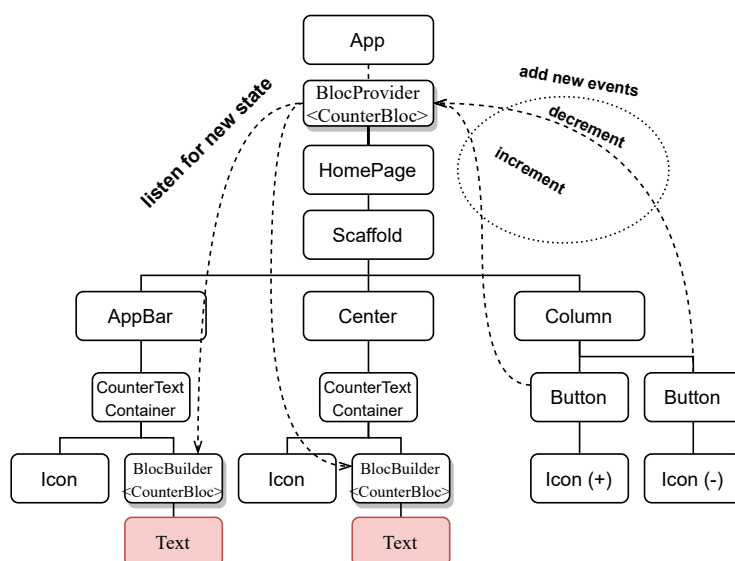 App
add new events
BlocProvider
<CounterBloc>
decrement
listen for new state
increment
HomePage
Scaffold
AppBar
Center
Column
CounterText
Container
CounterText
Container
Button
Button
Icon
BlocBuilder
<CounterBloc>
Icon
BlocBuilder
<CounterBloc>
Icon (+)
Icon (-)
Text
Text